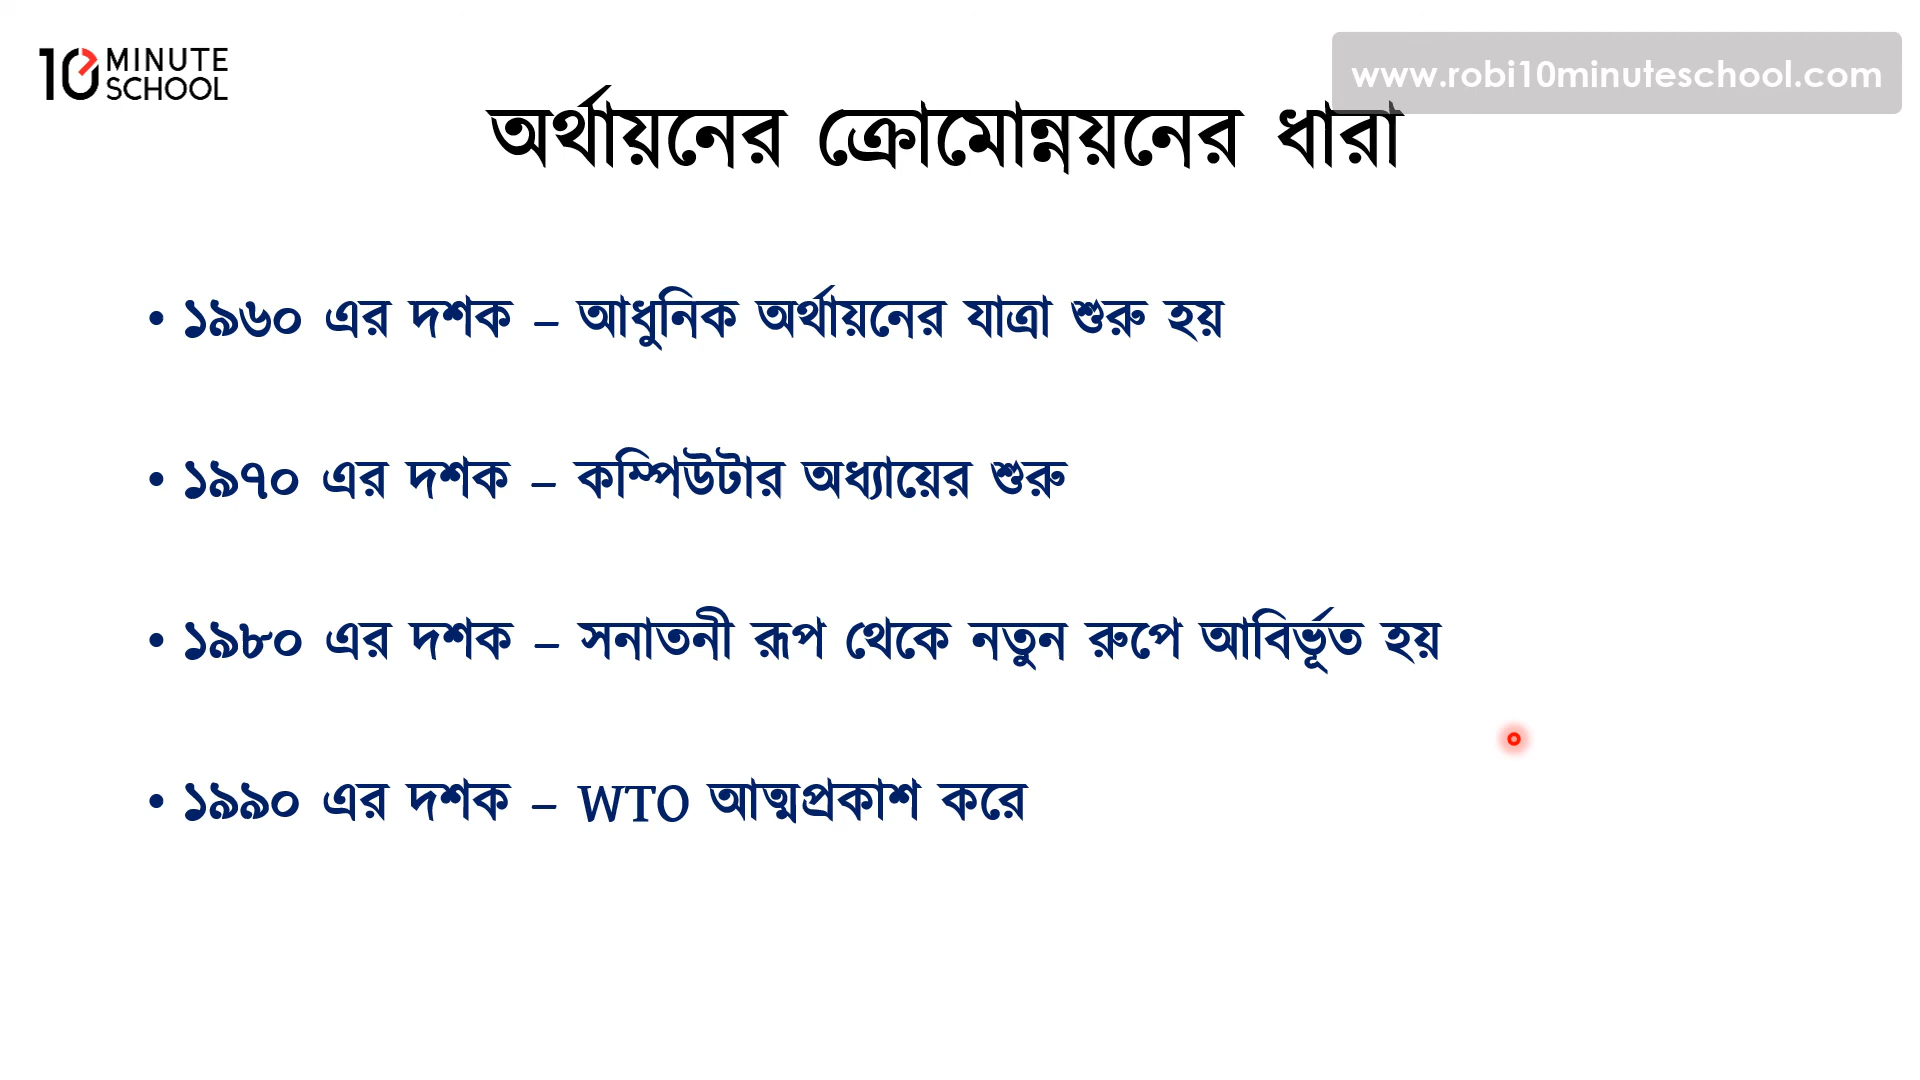 10 MINUTE SCHOOL
www.robi10minuteschool.com
অর্থায়নের ক্রোমোন্নয়নের ধারা
• ১৯৬০ এর দশক – আধুনিক অর্থায়নের যাত্রা শুরু হয়
• ১৯৭০ এর দশক – কম্পিউটার অধ্যায়ের শুরু
• ১৯৮০ এর দশক – সনাতনী রূপ থেকে নতুন রুপে আবির্ভূত হয়
• ১৯৯০ এর দশক – WTO আত্মপ্রকাশ করে